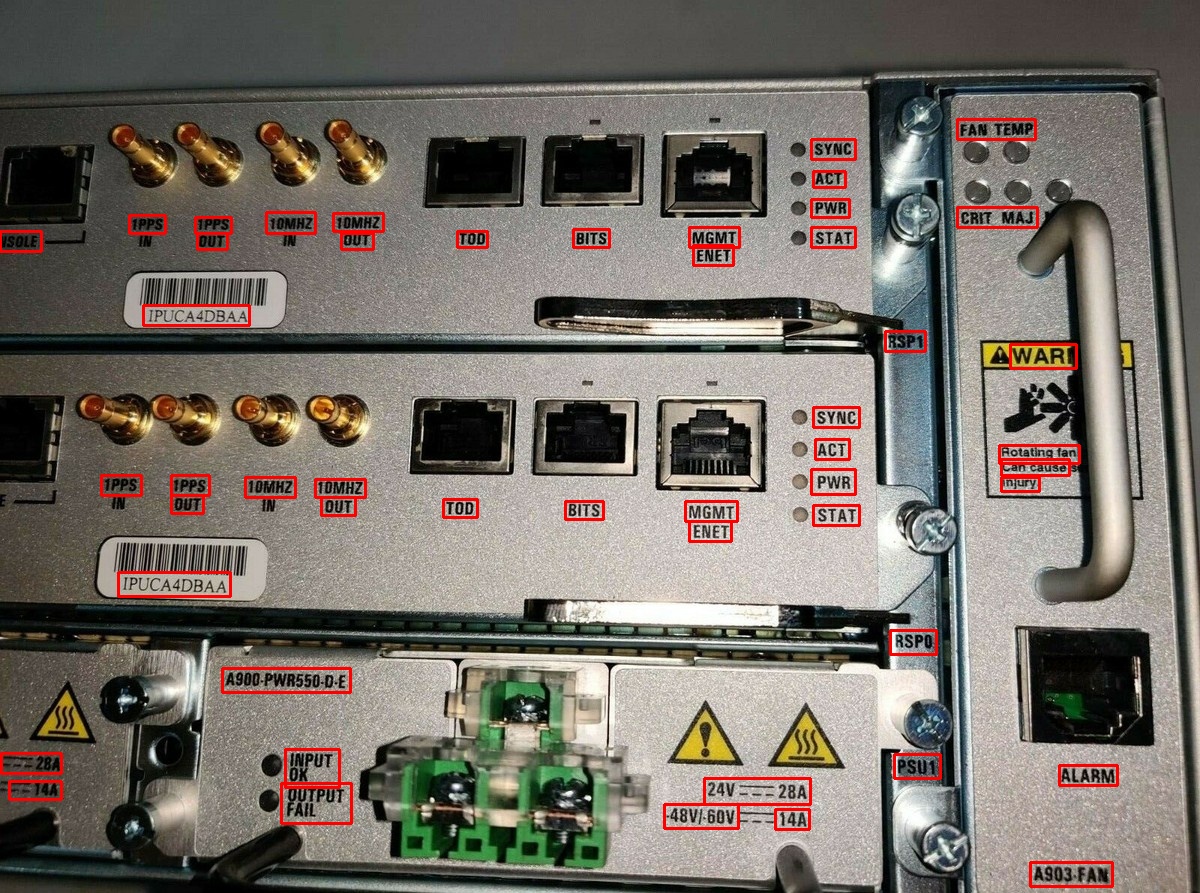 FAN TEMP
SYNC
ACT
PWR
STAT
CRIT MAJ
1PPS IN
1PPS OUT
10MHZ IN
10MHZ OUT
TOD
BITS
MGMT ENET
IPUCA4DBAA
RSP1
Rotating fan
Can cause
injury
SYNC
ACT
PWR
STAT
1PPS IN
1PPS OUT
10MHZ IN
10MHZ OUT
TOD
BITS
MGMT ENET
IPUCA4DBAA
RSP0
A900-PWR550-D-E
INPUT OK
OUTPUT FAIL
28A
14A
24V 28A
-48V/-60V 14A
PSU1
ALARM
A903-FAN